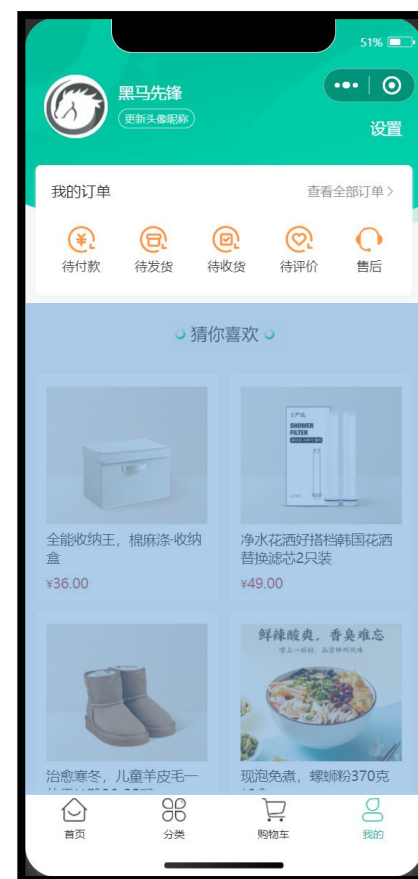 51%
黑马先锋
更新头像昵称
设置
我的订单
查看全部订单
待付款
待发货
待收货
待评价
售后
猜你喜欢
SHOWER
FILTER
全能收纳王，棉麻涤·收纳
盒
¥36.00
净水花洒好搭档韩国花洒
替换滤芯2只装
¥49.00
鲜辣酸爽，香臭难忘
治愈寒冬，儿童羊皮毛一
现泡免煮，螺蛳粉370克
首页
分类
购物车
我的